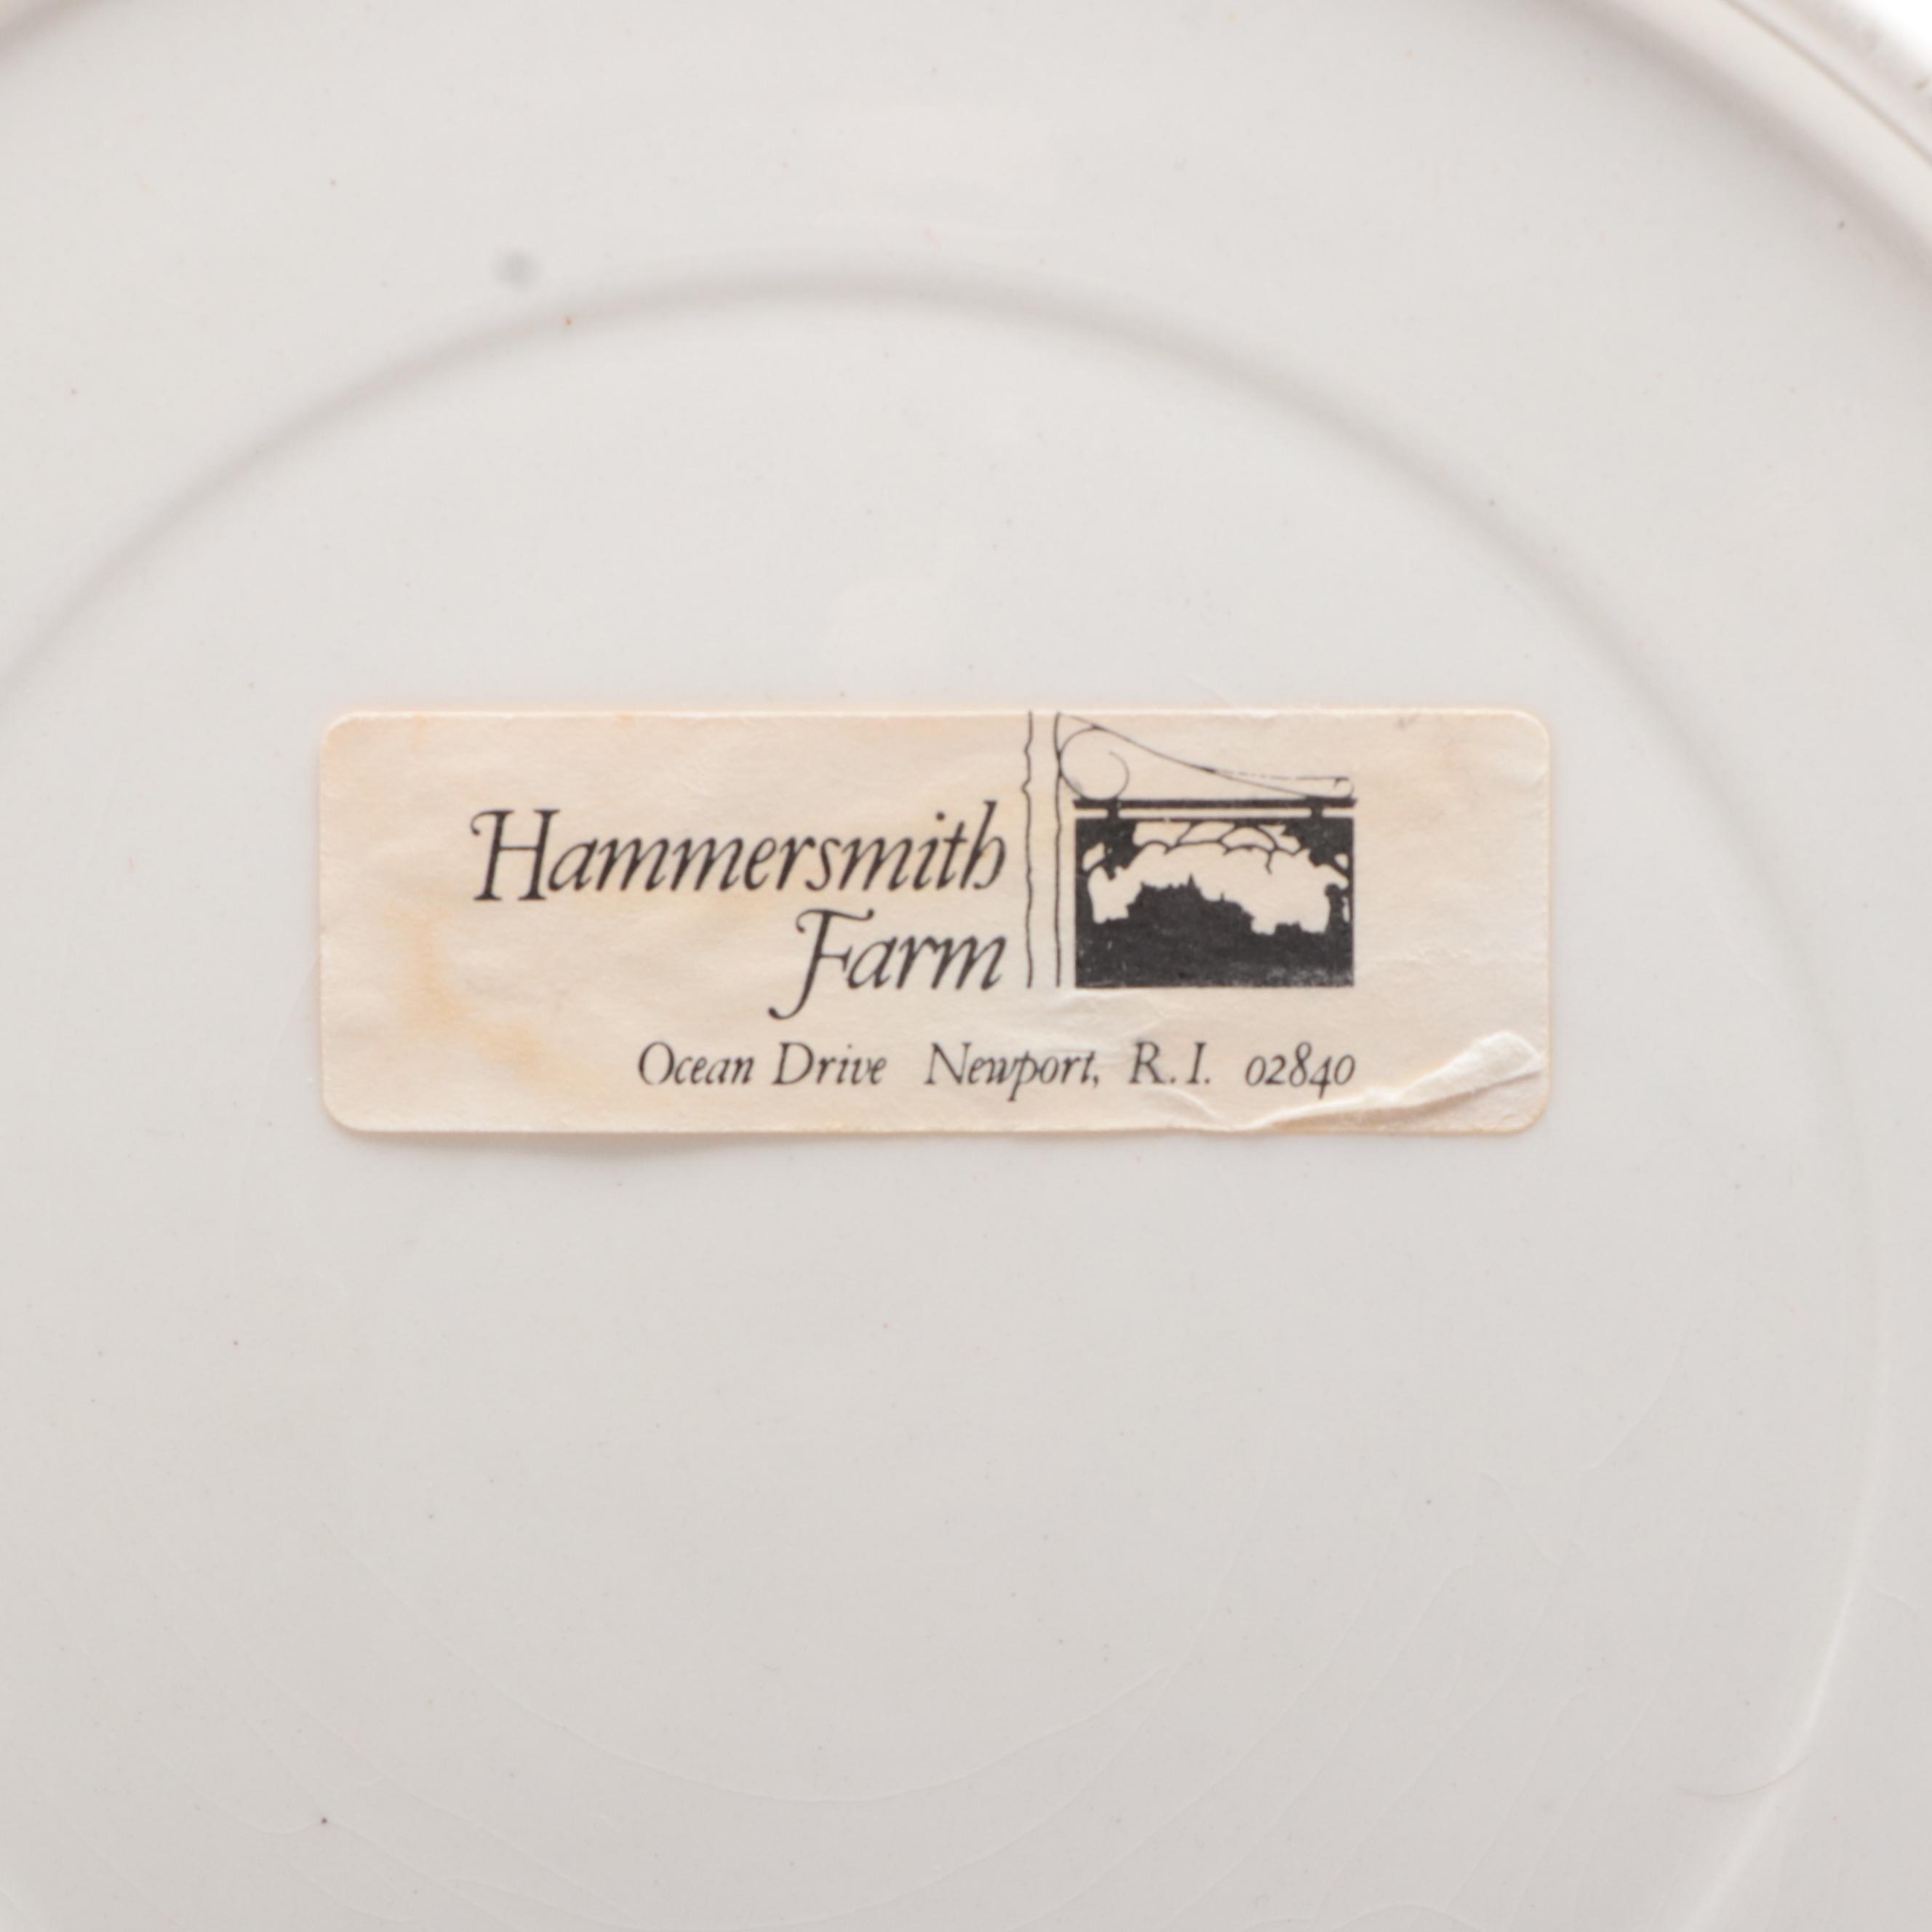 Hammersmith
Farm
Ocean Drive Newport, R.I. 02840